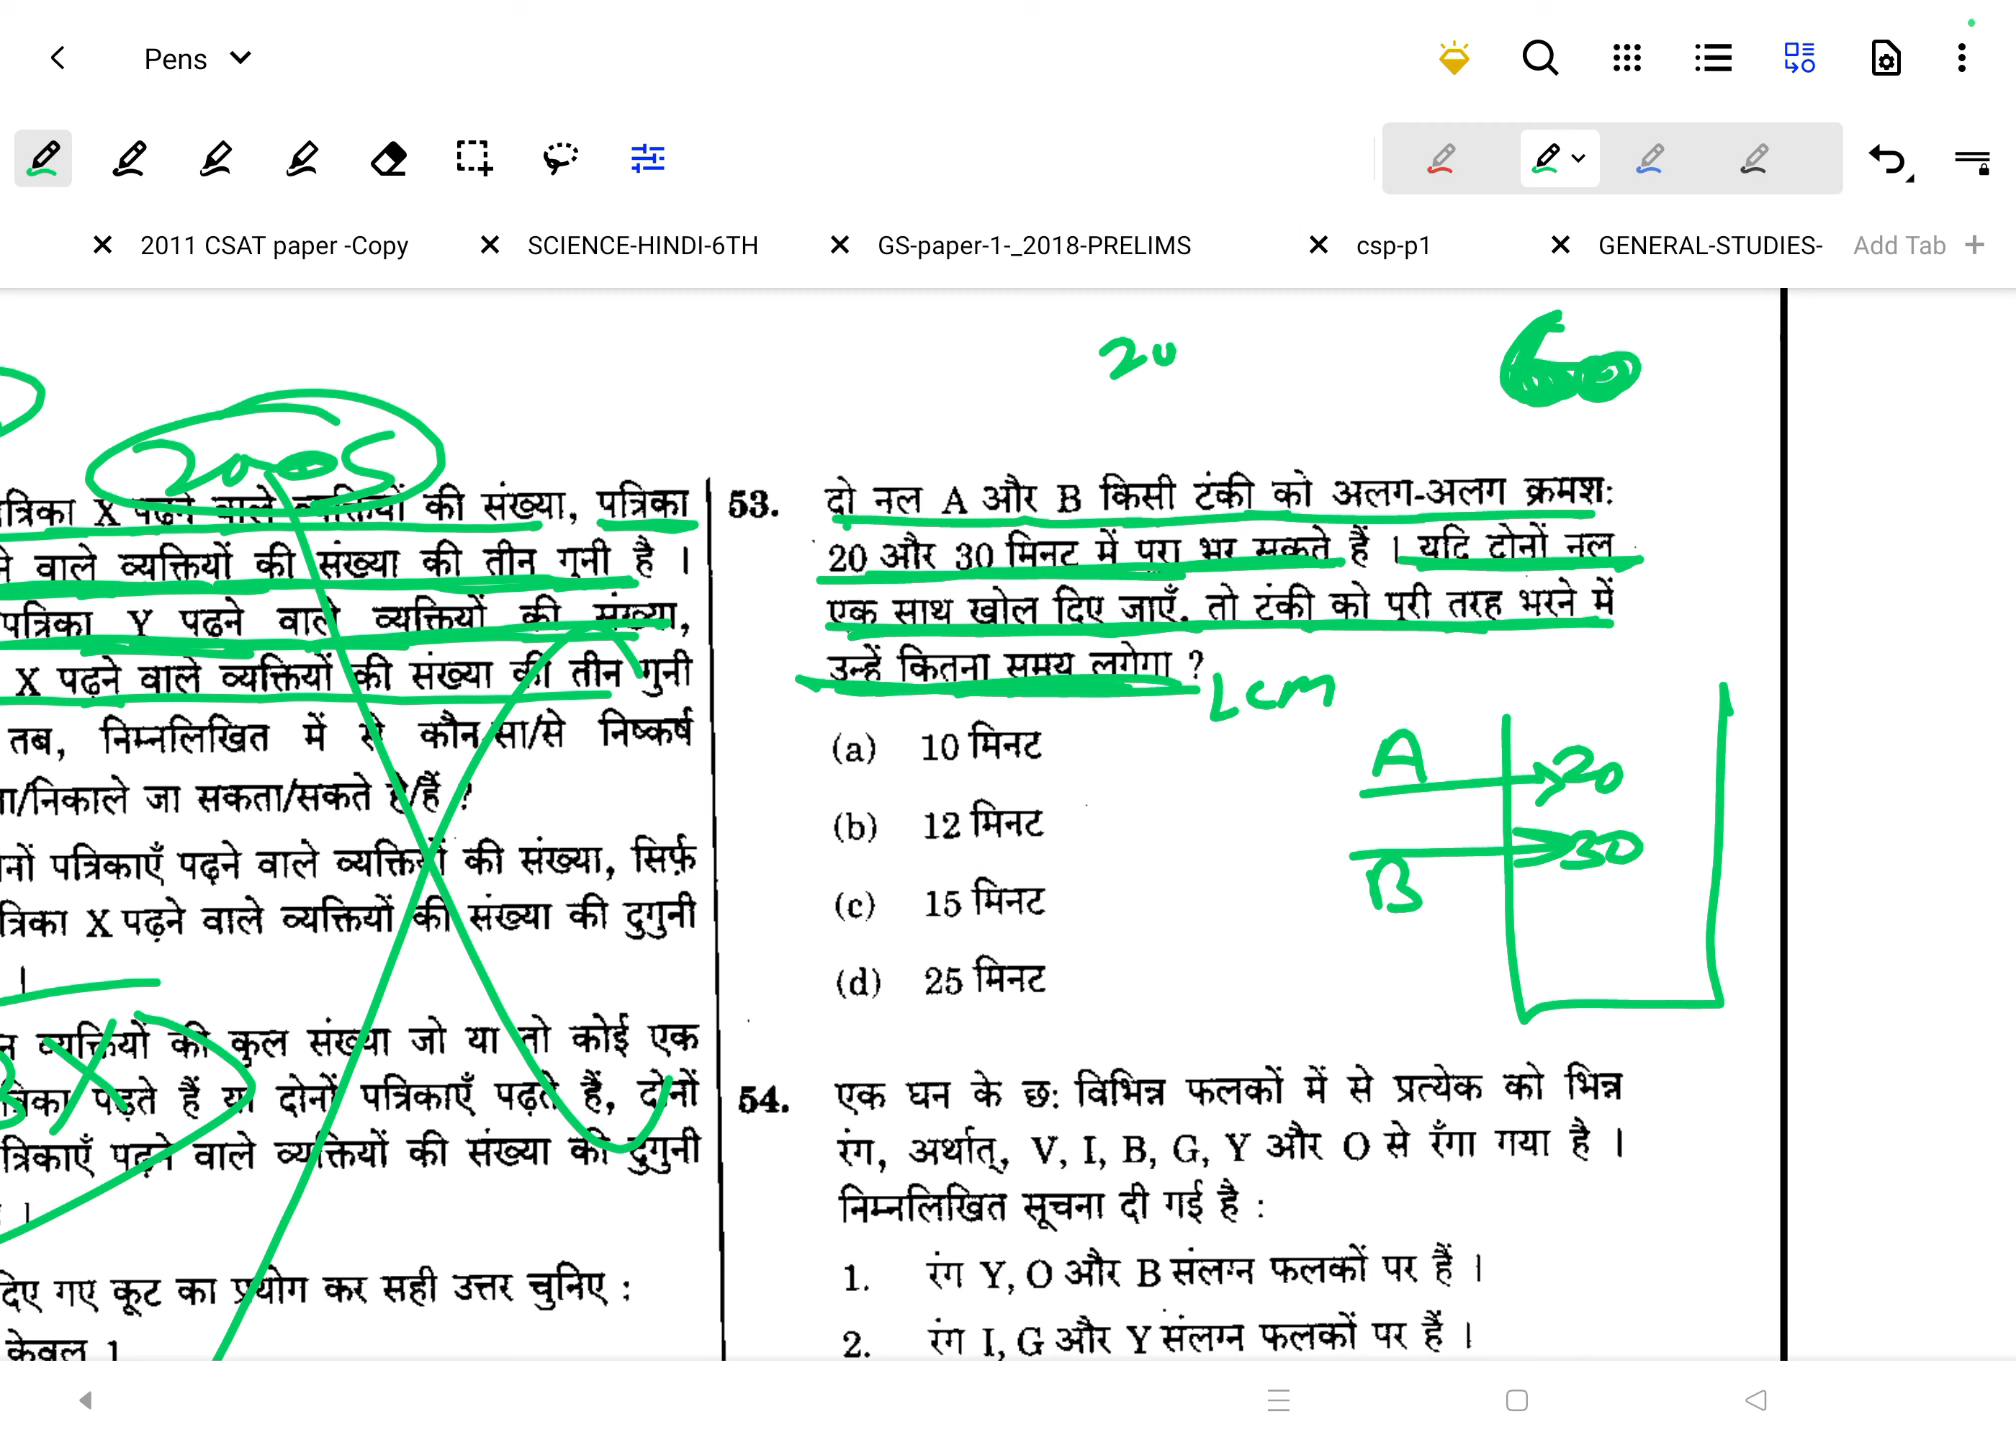 Pens
2011 CSAT paper -Copy
SCIENCE-HINDI-6TH
GS-paper-1-_2018-PRELIMS
csp-p1
GENERAL-STUDIES-
Add Tab +
20
60
त्रिका X पढ़ने वाले व्यक्तियों की संख्या, पत्रिका
ने वाले व्यक्तियों की संख्या की तीन गुनी है ।
पत्रिका Y पढ़ने वाले व्यक्तियों की संख्या,
X पढ़ने वाले व्यक्तियों की संख्या की तीन गुनी
तब, निम्नलिखित में से कौन सा/से निष्कर्ष
ा/निकाले जा सकता/सकते है/हैं ?
नों पत्रिकाएँ पढ़ने वाले व्यक्तियों की संख्या, सिर्फ़
त्रिका X पढ़ने वाले व्यक्तियों की संख्या की दुगुनी
।
न व्यक्तियों की कुल संख्या जो या तो कोई एक
त्रिका पड़ते हैं या दोनों पत्रिकाएँ पढ़ते हैं, दोनों
त्रिकाएँ पढ़ने वाले व्यक्तियों की संख्या की दुगुनी
।
दिए गए कूट का प्रयोग कर सही उत्तर चुनिए :
केवल 1
53. दो नल A और B किसी टंकी को अलग-अलग क्रमश:
20 और 30 मिनट में पूरा भर सकते हैं । यदि दोनों नल
एक साथ खोल दिए जाएँ, तो टंकी को पूरी तरह भरने में
उन्हें कितना समय लगेगा ?
Lcm
(a) 10 मिनट
(b) 12 मिनट
(c) 15 मिनट
(d) 25 मिनट
A 20
B 30
54. एक घन के छ: विभिन्न फलकों में से प्रत्येक को भिन्न
रंग, अर्थात्, V, I, B, G, Y और O से रँगा गया है ।
निम्नलिखित सूचना दी गई है :
1. रंग Y, O और B संलग्न फलकों पर हैं ।
2. रंग I, G और Y संलग्न फलकों पर हैं ।